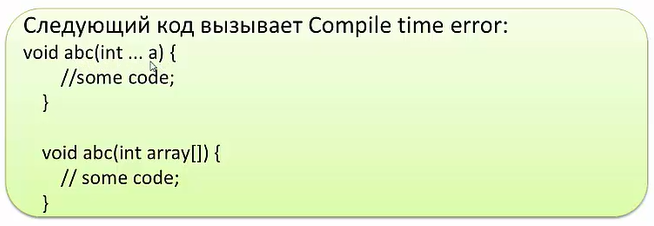 Следующий код вызывает Compile time error:
void abc(int ... a) {
//some code;
}
void abc(int array[]) {
// some code;
}